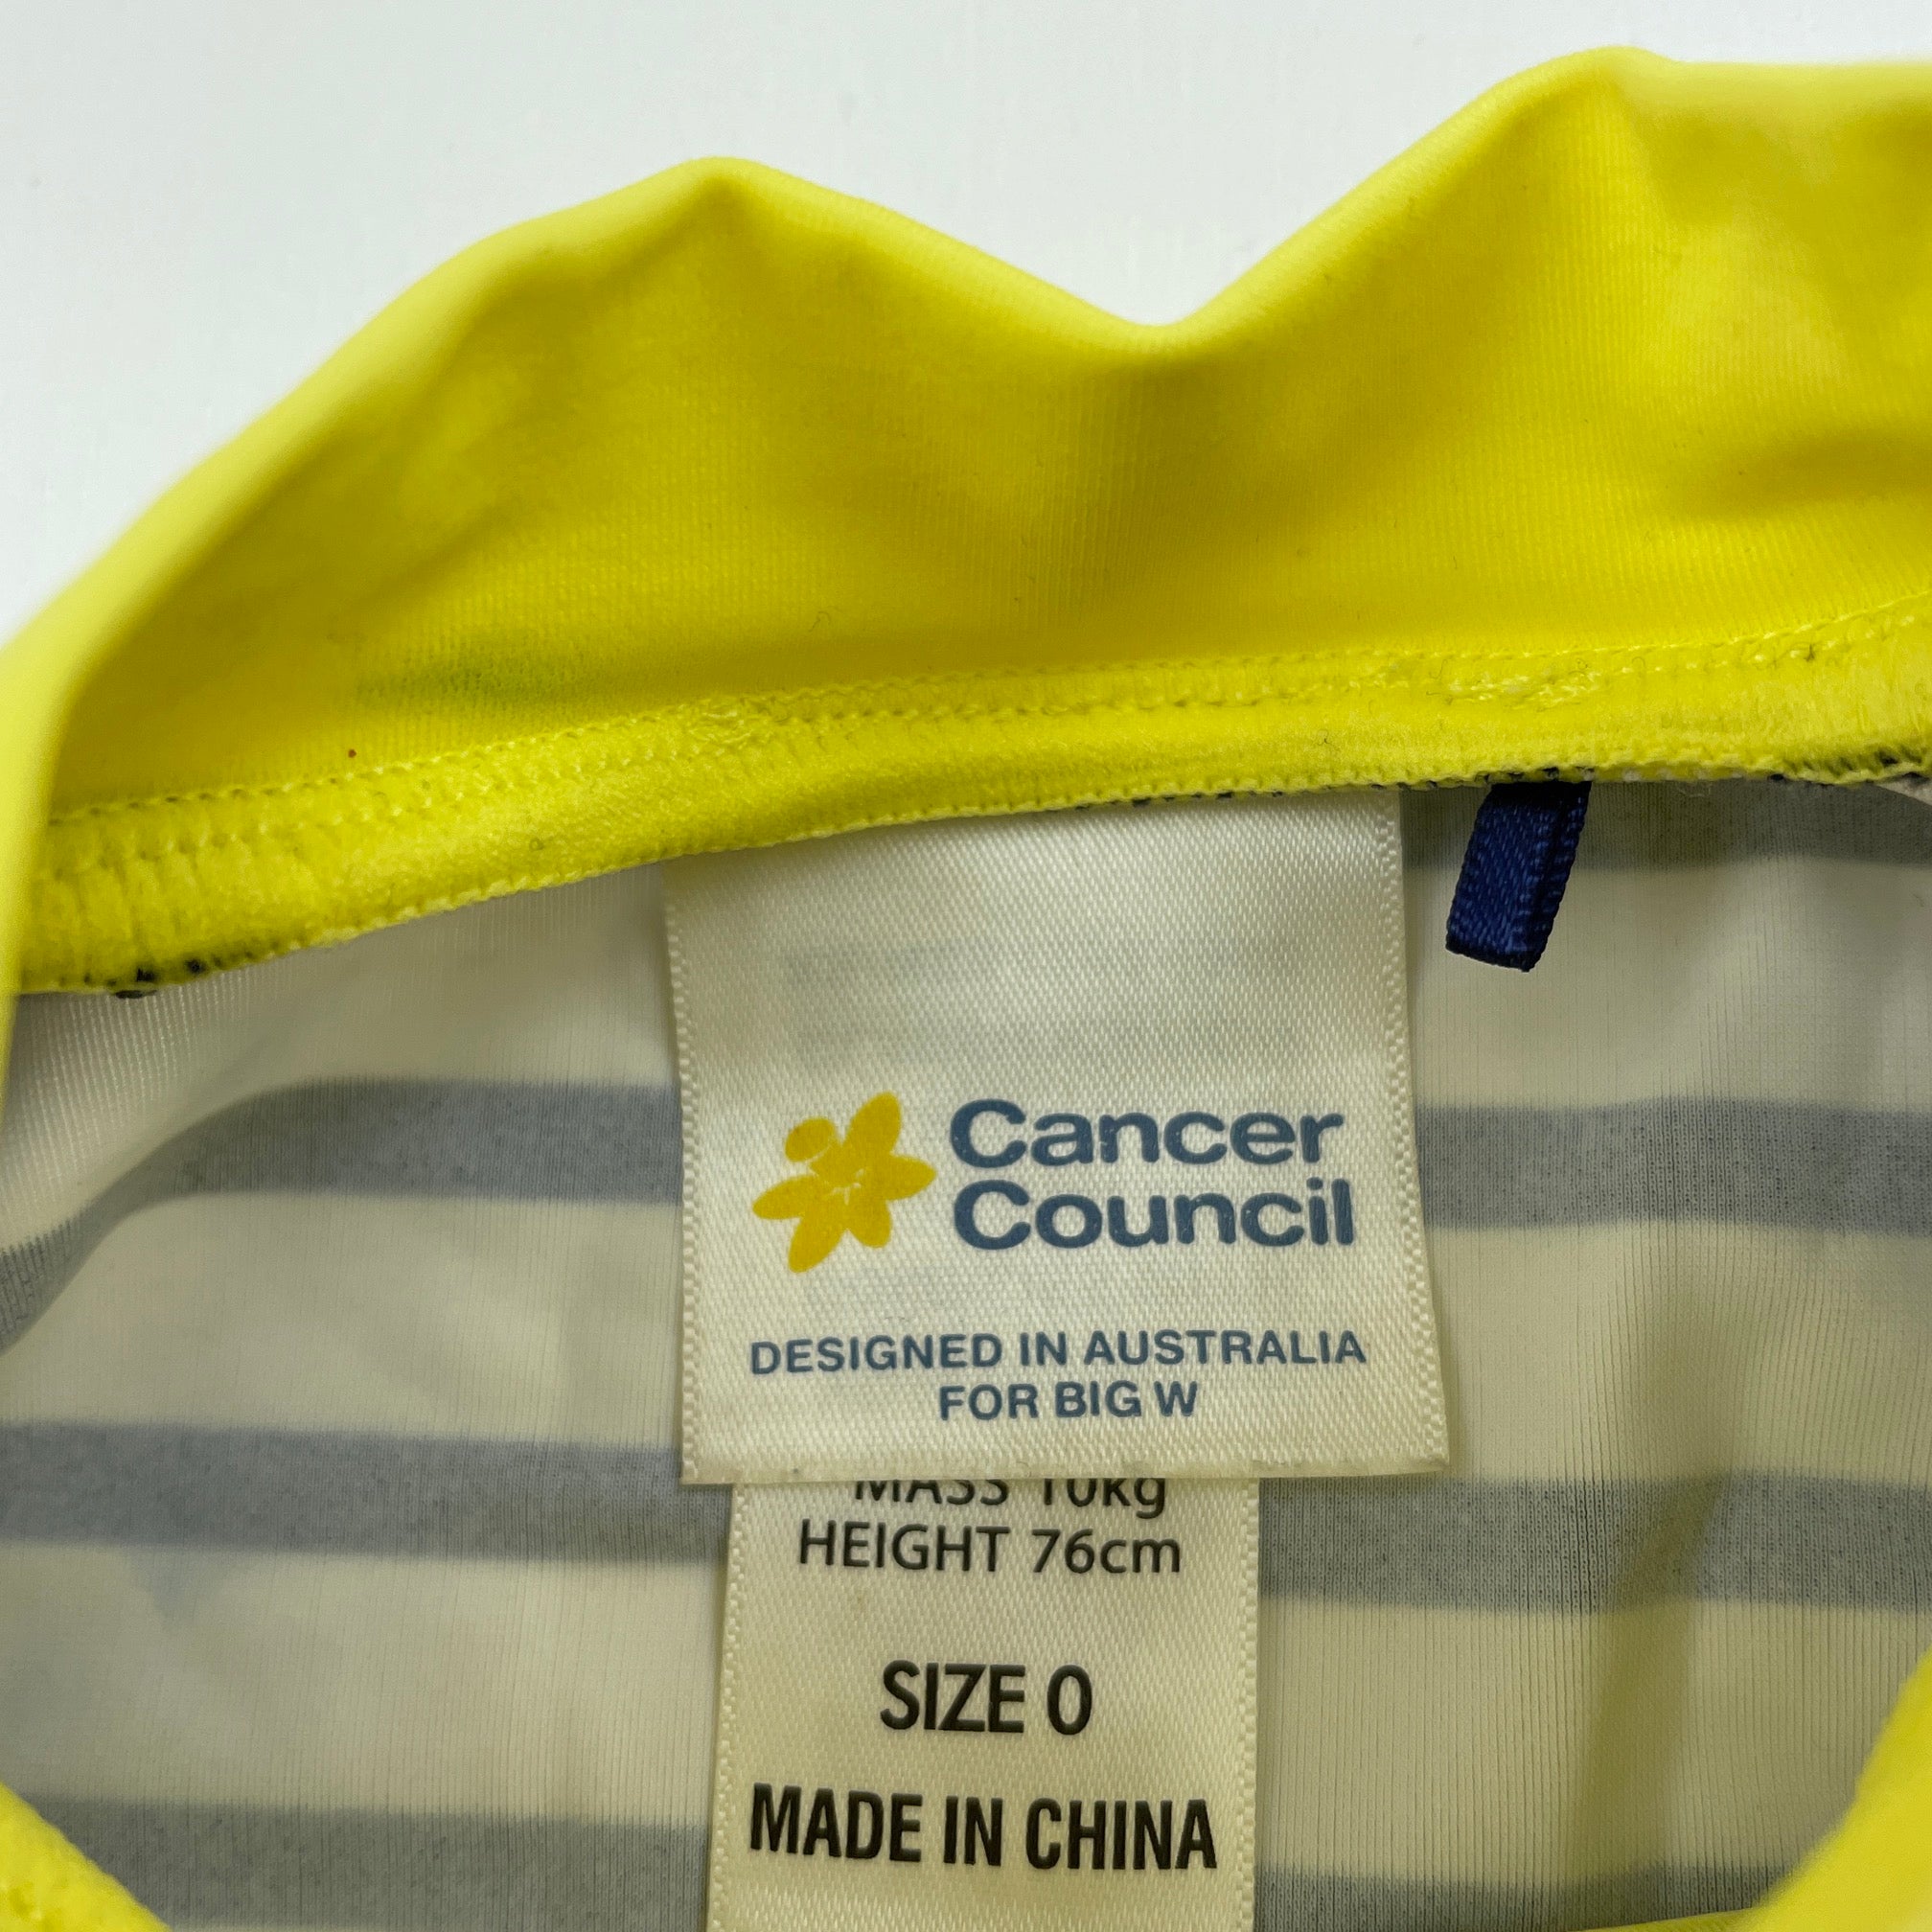 Cancer
Council
DESIGNED IN AUSTRALIA
FOR BIG W
MASS 10kg
HEIGHT 76cm
SIZE 0
MADE IN CHINA